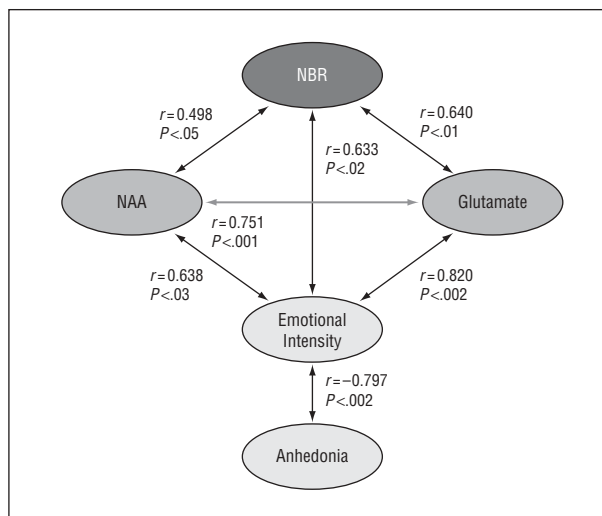 NBR
r=0.498
P<.05
r=0.640
P<.01
r=0.633
P<.02
NAA
Glutamate
r=0.751
P<.001
r=0.638
P<.03
r=0.820
P<.002
Emotional
Intensity
r=−0.797
P<.002
Anhedonia